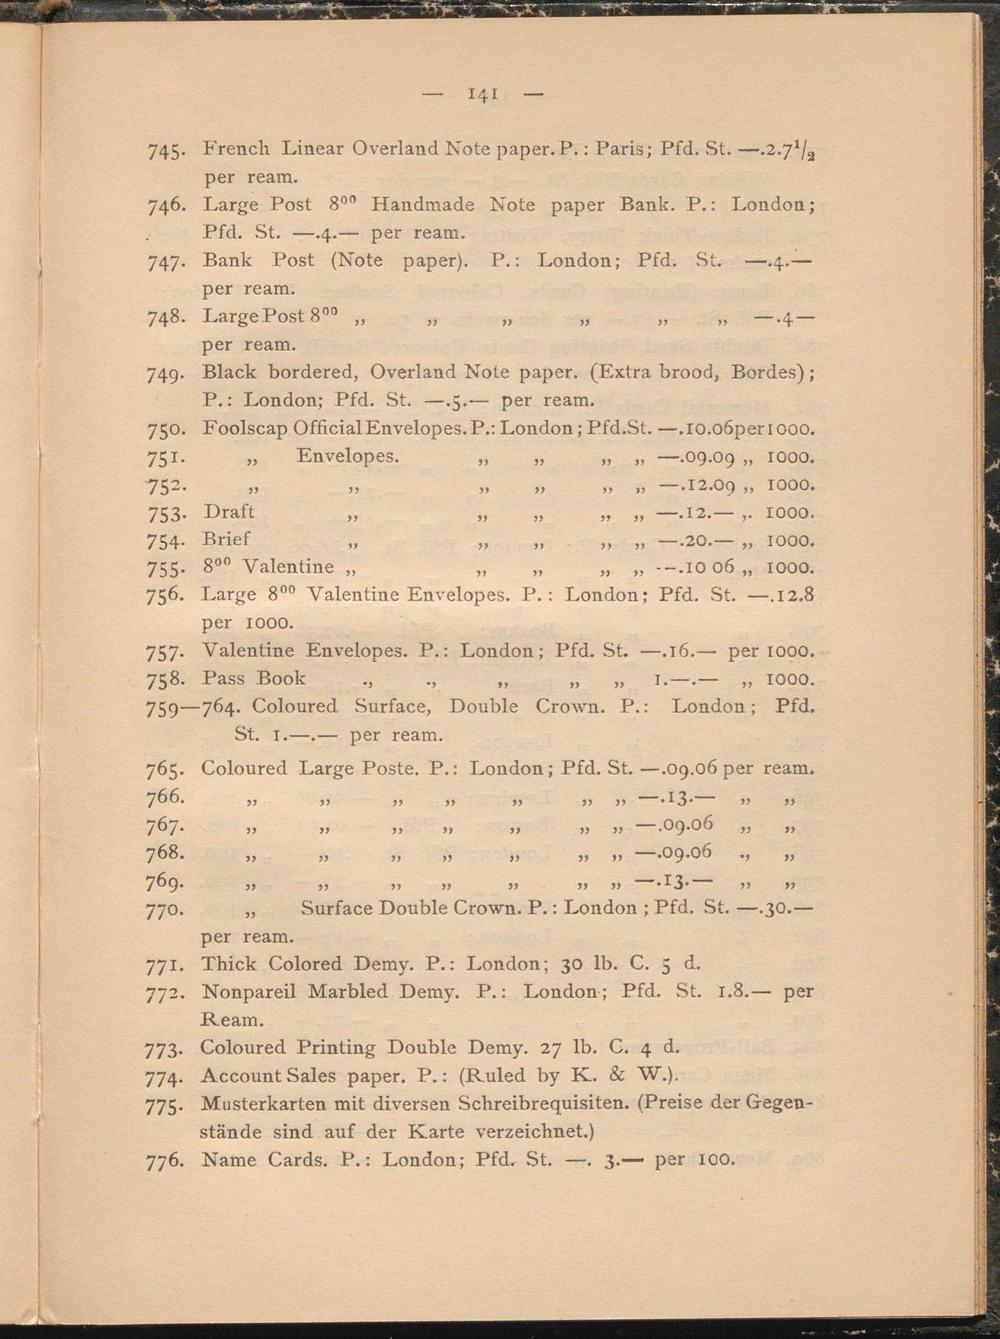 — 141 —
745. French Linear Overland Note paper. P.: Paris; Pfd. St. —.2.7¹/₂
per ream.
746. Large Post 8⁰⁰ Handmade Note paper Bank. P.: London;
Pfd. St. —.4.— per ream.
747. Bank Post (Note paper). P.: London; Pfd. St. —.4.—
per ream.
748. Large Post 8⁰⁰ „ „ „ „ „ „ —.4—
per ream.
749. Black bordered, Overland Note paper. (Extra brood, Bordes);
P.: London; Pfd. St. —.5.— per ream.
750. Foolscap Official Envelopes. P.: London; Pfd. St. —.10.06 per 1000.
751. „ Envelopes. „ „ „ „ —.09.09 „ 1000.
752. „ „ „ „ „ „ —.12.09 „ 1000.
753. Draft „ „ „ „ „ —.12.— „ 1000.
754. Brief „ „ „ „ „ —.20.— „ 1000.
755. 8⁰⁰ Valentine „ „ „ „ „ —.10 06 „ 1000.
756. Large 8⁰⁰ Valentine Envelopes. P.: London; Pfd. St. —.12.8
per 1000.
757. Valentine Envelopes. P.: London; Pfd. St. —.16.— per 1000.
758. Pass Book „ „ „ „ „ 1.—.— „ 1000.
759—764. Coloured Surface, Double Crown. P.: London; Pfd.
St. 1.—.— per ream.
765. Coloured Large Poste. P.: London; Pfd. St. —.09.06 per ream.
766. „ „ „ „ „ „ „ —.13.— „ „
767. „ „ „ „ „ „ „ —.09.06 „ „
768. „ „ „ „ „ „ „ —.09.06 „ „
769. „ „ „ „ „ „ „ —.13.— „ „
770. „ Surface Double Crown. P.: London; Pfd. St. —.30.—
per ream.
771. Thick Colored Demy. P.: London; 30 lb. C. 5 d.
772. Nonpareil Marbled Demy. P.: London; Pfd. St. 1.8.— per
Ream.
773. Coloured Printing Double Demy. 27 lb. C. 4 d.
774. Account Sales paper. P.: (Ruled by K. & W.).
775. Musterkarten mit diversen Schreibrequisiten. (Preise der Gegen-
stände sind auf der Karte verzeichnet.)
776. Name Cards. P.: London; Pfd. St. —. 3.— per 100.